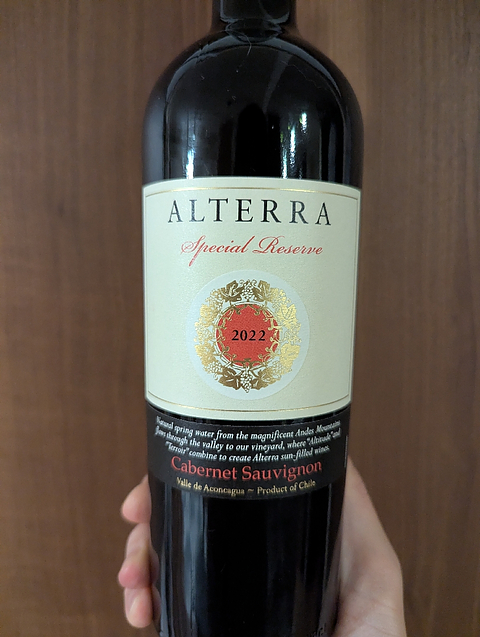 ALTERRA
Special Reserve
2022
Natural spring water from the magnificent Andes Mountains
flows through the valley to our vineyard, where "Altitude" and
"Terroir" combine to create Alterra sun-filled wines.
Cabernet Sauvignon
Valle de Aconcagua ~ Product of Chile